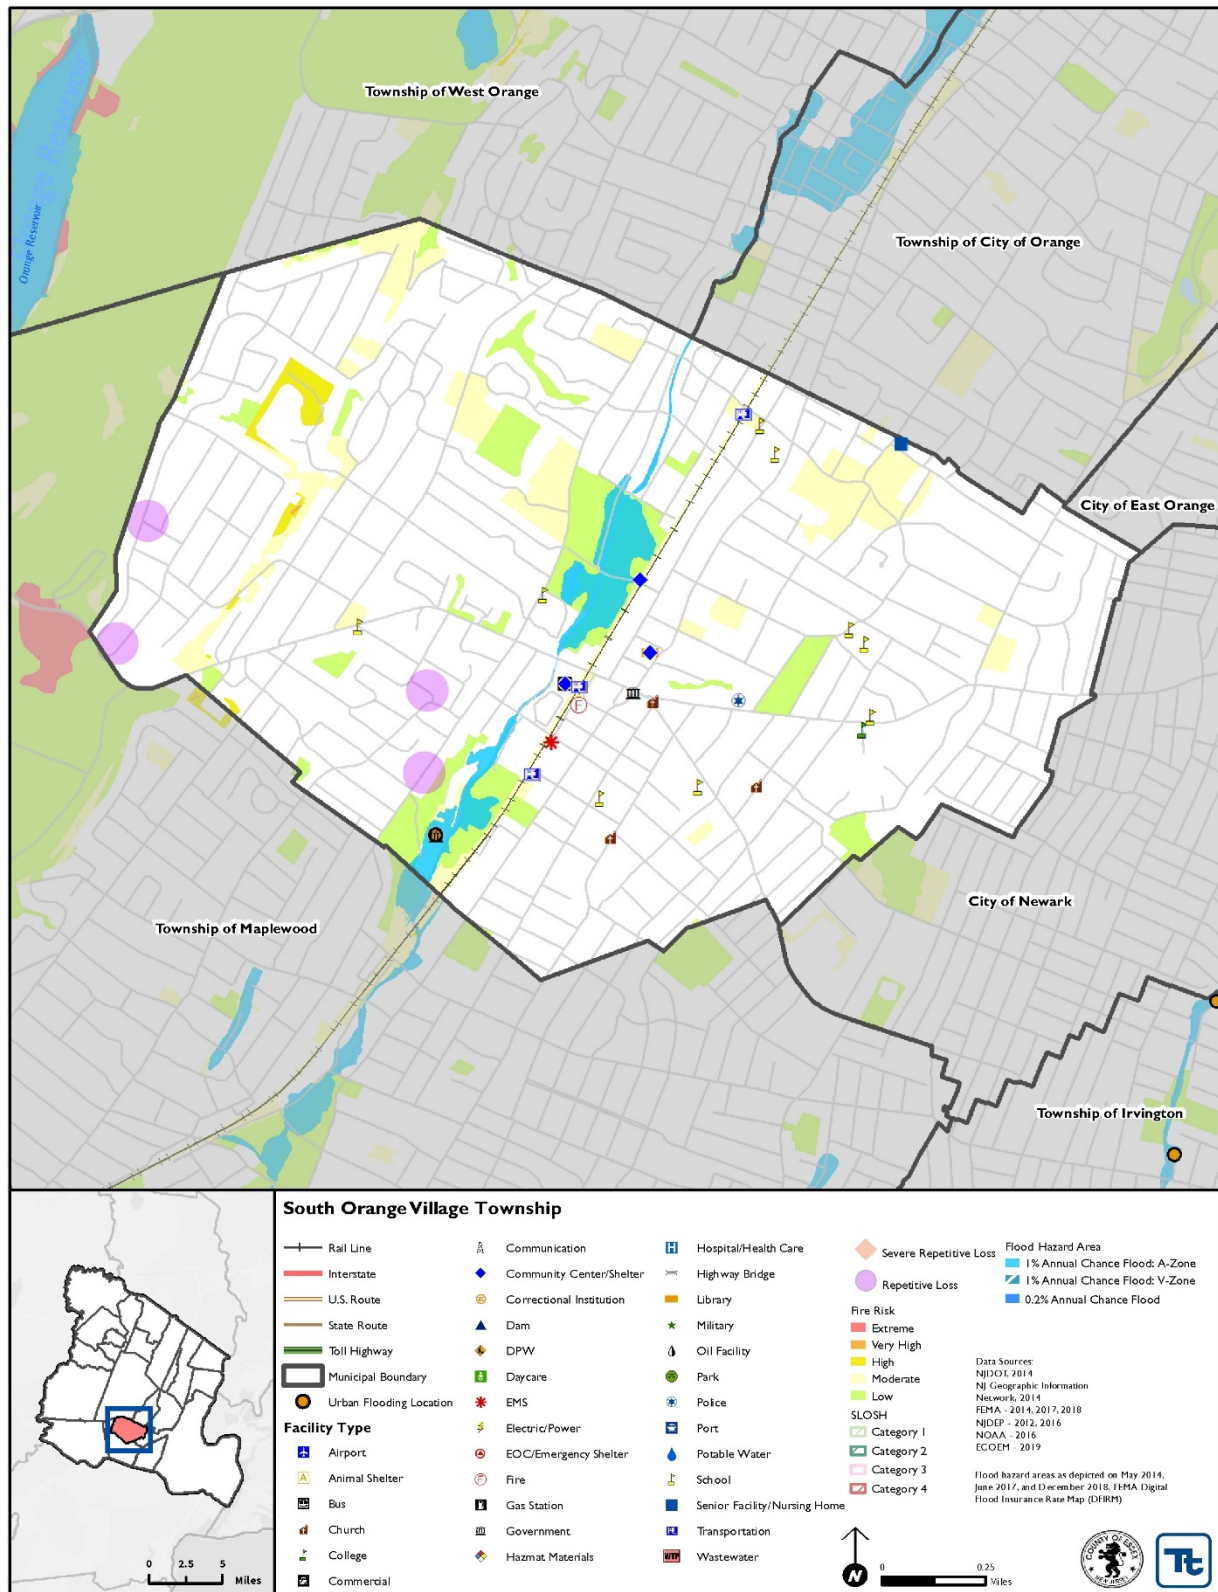 Township of West Orange
Orange Reservoir
Orange Reservoir
Township of City of Orange
City of East Orange
City of Newark
Township of Maplewood
Township of Irvington
South Orange Village Township
Rail Line
Interstate
U.S. Route
State Route
Toll Highway
Municipal Boundary
Urban Flooding Location
Facility Type
Airport
A
Animal Shelter
Bus
Church
College
Commercial
Communication
Community Center/Shelter
Correctional Institution
Dam
DPW
Daycare
EMS
Electric/Power
EOC/Emergency Shelter
F
Fire
Gas Station
Government
Hazmat Materials
H
Hospital/Health Care
Highway Bridge
Library
Military
Oil Facility
Park
Police
Port
Potable Water
School
Senior Facility/Nursing Home
Transportation
WTP
Wastewater
Severe Repetitive Loss
Repetitive Loss
Fire Risk
Extreme
Very High
High
Moderate
Low
SLOSH
Category 1
Category 2
Category 3
Category 4
Flood Hazard Area
1% Annual Chance Flood: A-Zone
1% Annual Chance Flood: V-Zone
0.2% Annual Chance Flood
Data Sources:
NJDOT, 2014
NJ Geographic Information
Network, 2014
FEMA - 2014, 2017, 2018
NJDEP - 2012, 2016
NOAA - 2016
ECOEM - 2019
Flood hazard areas as depicted on May 2014,
June 2017, and December 2018, FEMA Digital
Flood Insurance Rate Map (DFIRM)
0 2.5 5
Miles
N
0 0.25
Miles
COUNTY OF ESSEX
NEW JERSEY
Tt